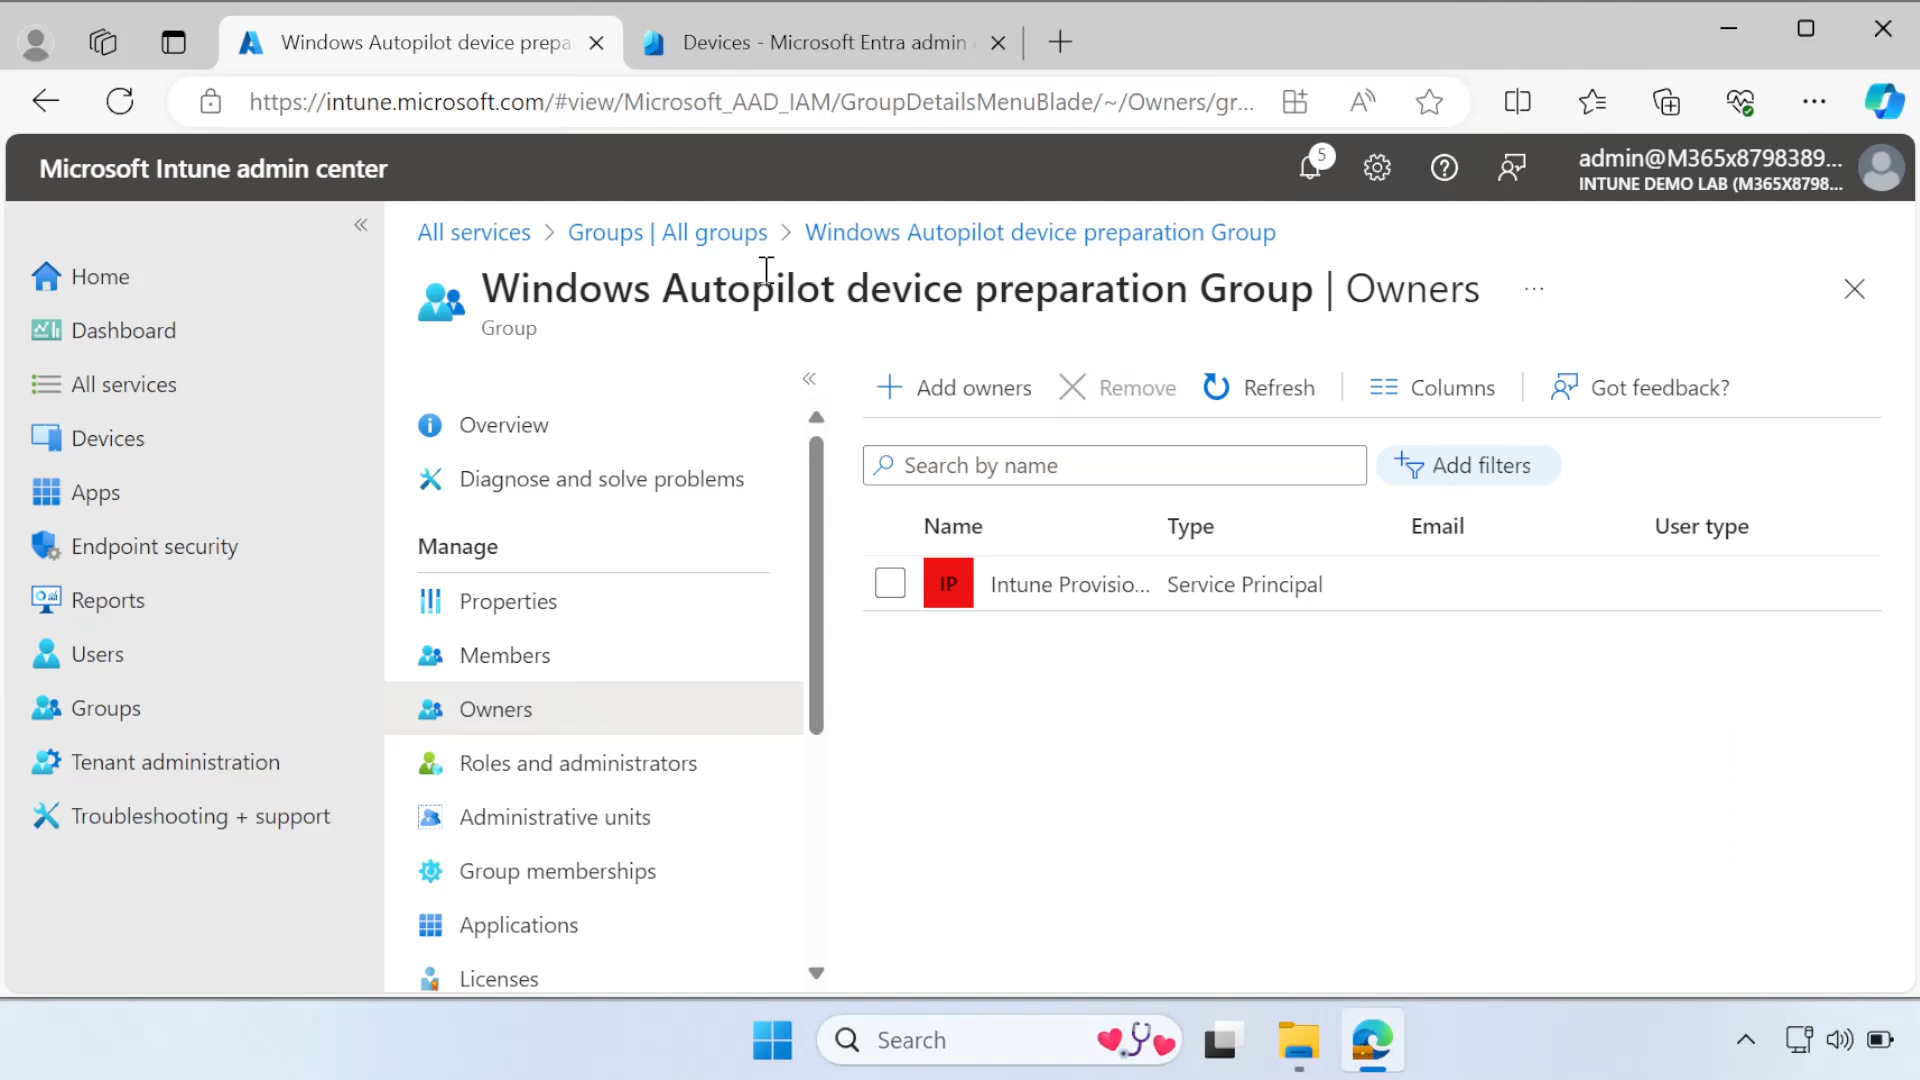 Windows Autopilot device prepa
Devices - Microsoft Entra admin
https://intune.microsoft.com/#view/Microsoft_AAD_IAM/GroupDetailsMenuBlade/~/Owners/gr...
Microsoft Intune admin center
5
admin@M365x8798389...
INTUNE DEMO LAB (M365X8798...
Home
Dashboard
All services
Devices
Apps
Endpoint security
Reports
Users
Groups
Tenant administration
Troubleshooting + support
All services > Groups | All groups > Windows Autopilot device preparation Group
Windows Autopilot device preparation Group | Owners ...
Group
Overview
Diagnose and solve problems
Manage
Properties
Members
Owners
Roles and administrators
Administrative units
Group memberships
Applications
Licenses
Add owners Remove Refresh Columns Got feedback?
Search by name Add filters
Name Type Email User type
IP Intune Provisio... Service Principal
Search